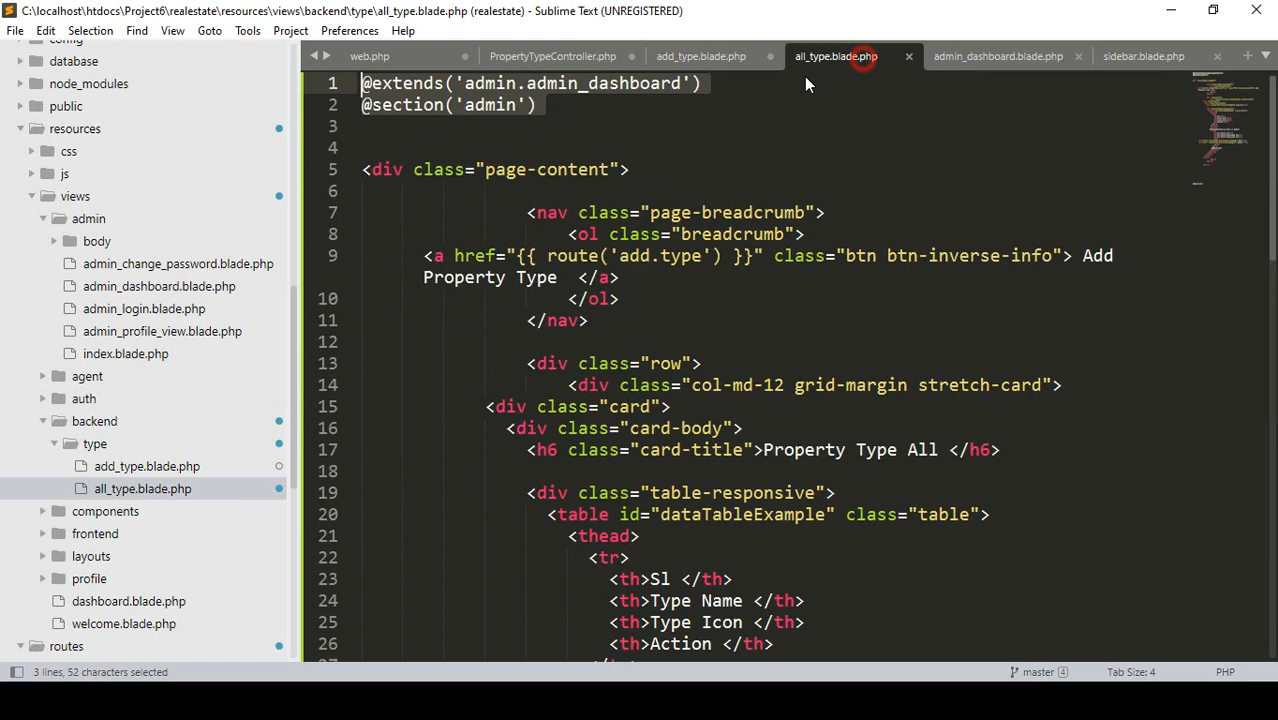 C:\localhost\htdocs\Project6\realestate\resources\views\backend\type\all_type.blade.php (realestate) - Sublime Text (UNREGISTERED)
File Edit Selection Find View Goto Tools Project Preferences Help
database
node_modules
public
resources
css
js
views
admin
body
admin_change_password.blade.php
admin_dashboard.blade.php
admin_login.blade.php
admin_profile_view.blade.php
index.blade.php
agent
auth
backend
type
add_type.blade.php
all_type.blade.php
components
frontend
layouts
profile
dashboard.blade.php
welcome.blade.php
routes
web.php PropertyTypeController.php add_type.blade.php all_type.blade.php admin_dashboard.blade.php sidebar.blade.php
1 @extends('admin.admin_dashboard')
2 @section('admin')
3
4
5 <div class="page-content">
6
7 <nav class="page-breadcrumb">
8 <ol class="breadcrumb">
9 <a href="{{ route('add.type') }}" class="btn btn-inverse-info"> Add
Property Type </a>
10 </ol>
11 </nav>
13 <div class="row">
14 <div class="col-md-12 grid-margin stretch-card">
15 <div class="card">
16 <div class="card-body">
17 <h6 class="card-title">Property Type All </h6>
18
19 <div class="table-responsive">
20 <table id="dataTableExample" class="table">
21 <thead>
22 <tr>
23 <th>Sl </th>
24 <th>Type Name </th>
25 <th>Type Icon </th>
26 <th>Action </th>
3 lines, 52 characters selected
master 4
Tab Size: 4
PHP